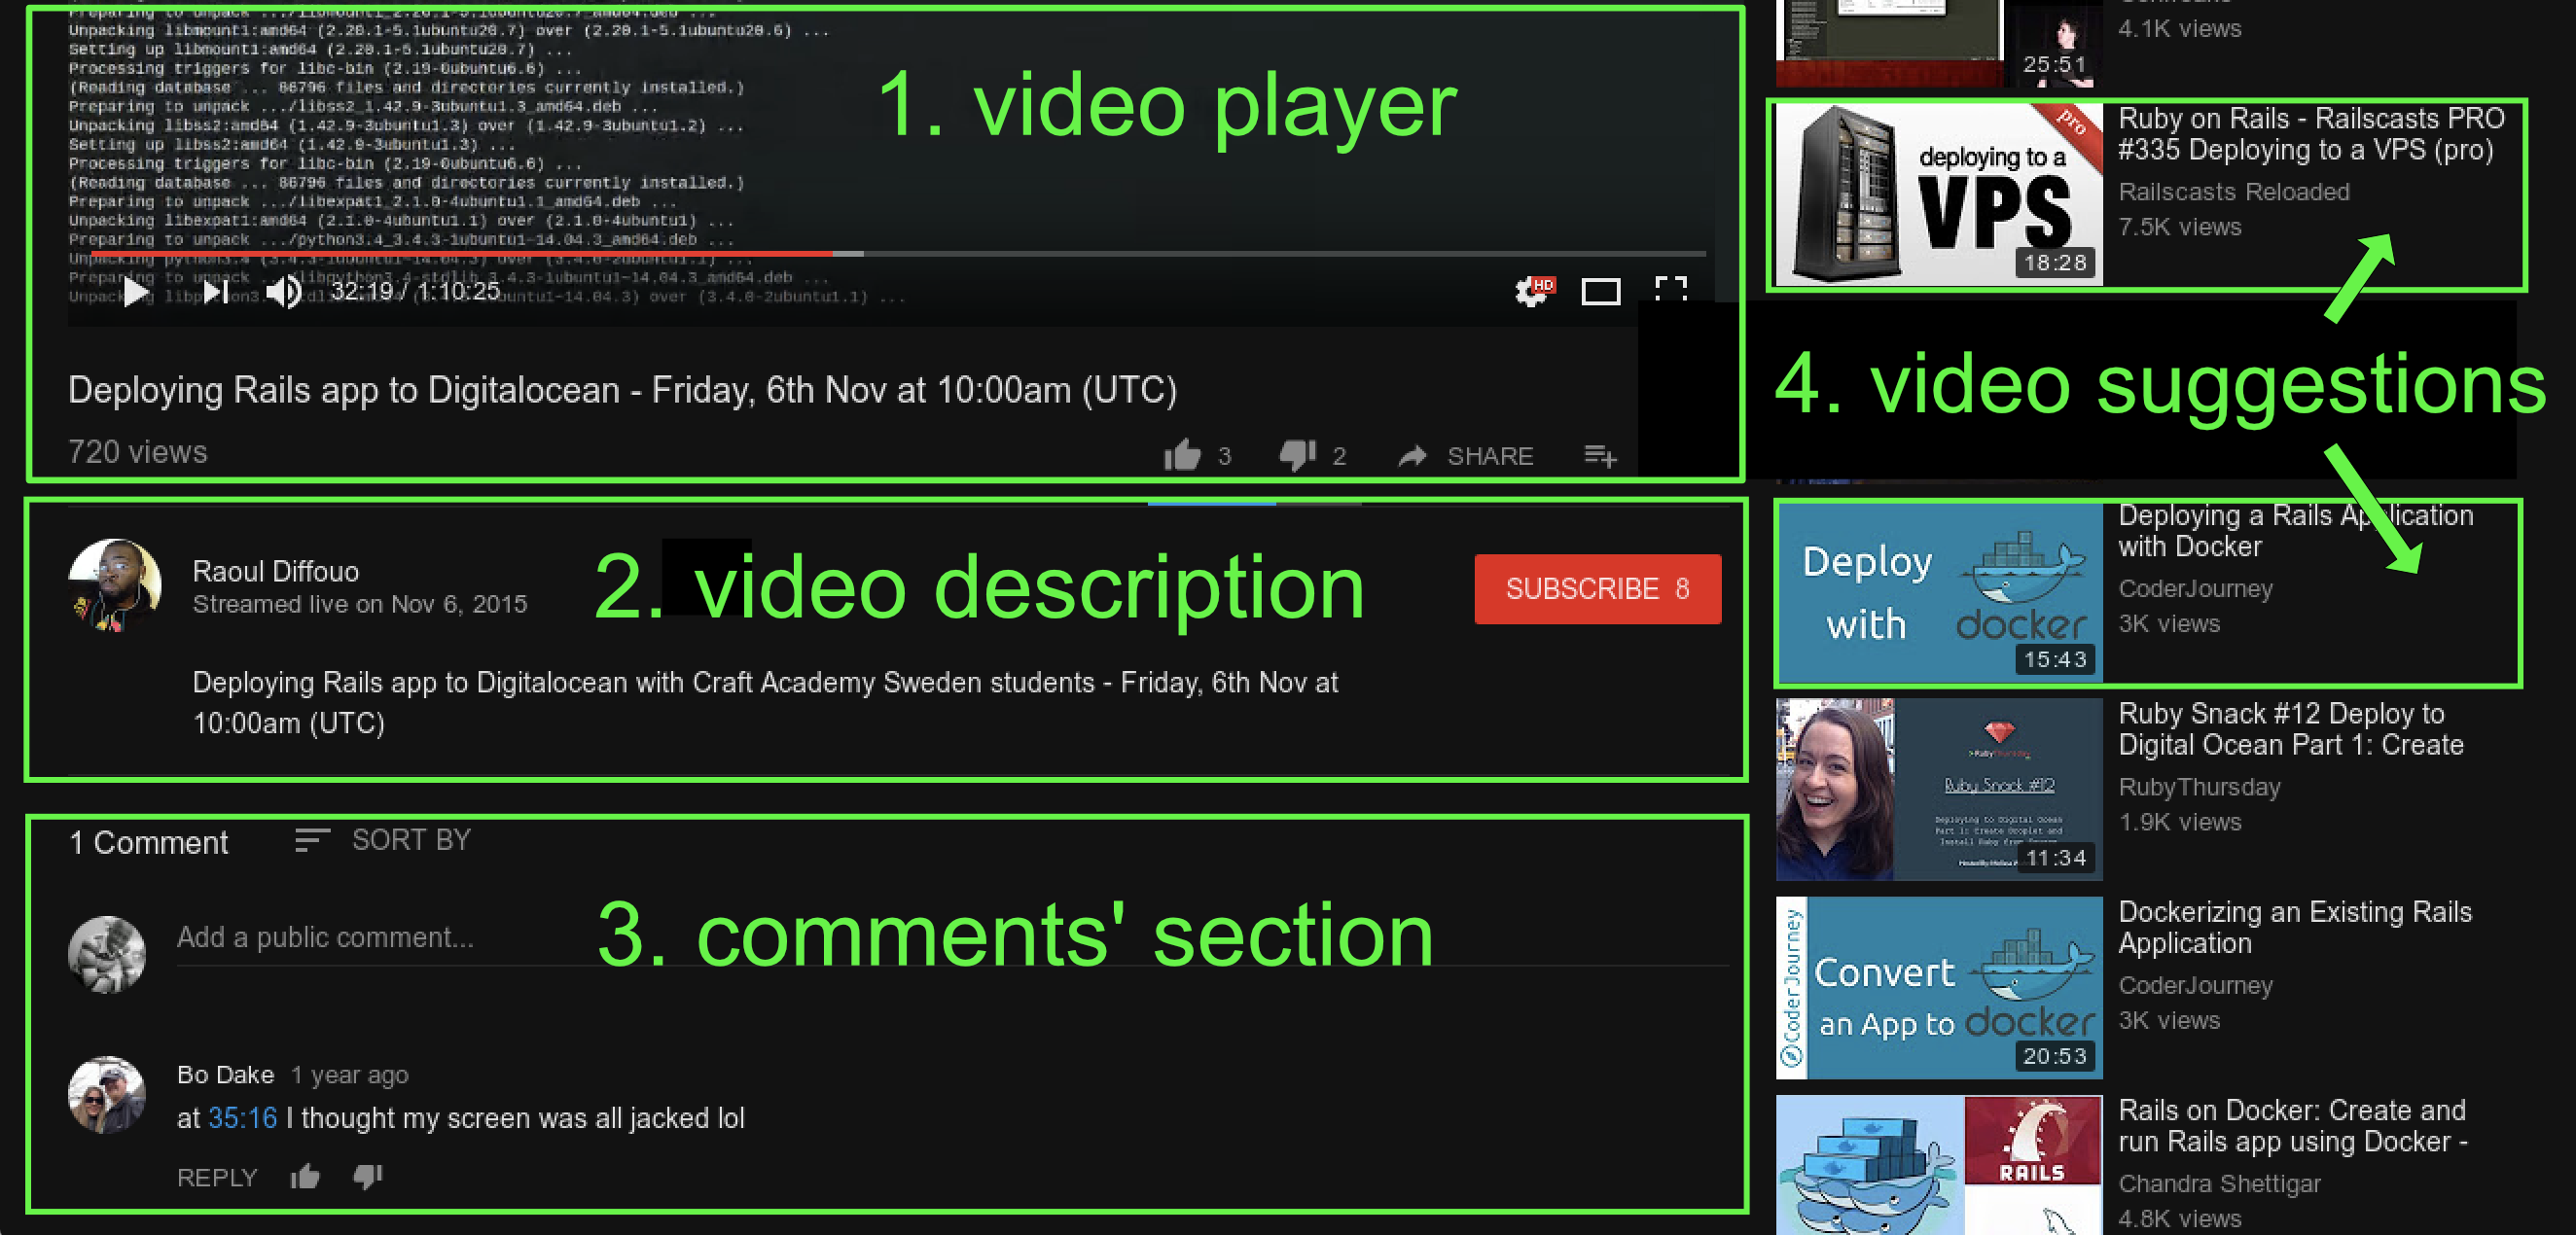 Preparing to unpack .../libmount1_2.20.1-5.1ubuntu20.7_amd64.deb ...
Unpacking libmount1:amd64 (2.20.1-5.1ubuntu20.7) over (2.20.1-5.1ubuntu20.6) ...
Setting up libmount1:amd64 (2.20.1-5.1ubuntu20.7) ...
Processing triggers for libc-bin (2.19-0ubuntu6.6) ...
(Reading database ... 86796 files and directories currently installed.)
Preparing to unpack .../libss2_1.42.9-3ubuntu1.3_amd64.deb ...
Unpacking libss2:amd64 (1.42.9-3ubuntu1.3) over (1.42.9-3ubuntu1.2) ...
Setting up libss2:amd64 (1.42.9-3ubuntu1.3) ...
Processing triggers for libc-bin (2.19-0ubuntu6.6) ...
(Reading database ... 86796 files and directories currently installed.)
Preparing to unpack .../libexpat1_2.1.0-4ubuntu1.1_amd64.deb ...
Unpacking libexpat1:amd64 (2.1.0-4ubuntu1.1) over (2.1.0-4ubuntu1) ...
Preparing to unpack .../python3.4_3.4.3-1ubuntu1~14.04.3_amd64.deb ...
Unpacking python3.4 (3.4.3-1ubuntu1~14.04.3) over (3.4.0-2ubuntu1.1) ...
Preparing to unpack .../libpython3.4-stdlib_3.4.3-1ubuntu1~14.04.3_amd64.deb ...
(3.4.3-1ubuntu1~14.04.3) over (3.4.0-2ubuntu1.1) ...
1. video player
32:19 / 1:10:25
HD
Deploying Rails app to Digitalocean - Friday, 6th Nov at 10:00am (UTC)
720 views
3
2
SHARE
Raoul Diffouo
Streamed live on Nov 6, 2015
2. video description
SUBSCRIBE 8
Deploying Rails app to Digitalocean with Craft Academy Sweden students - Friday, 6th Nov at
10:00am (UTC)
1 Comment
SORT BY
Add a public comment...
3. comments' section
Bo Dake 1 year ago
at 35:16 I thought my screen was all jacked lol
REPLY
4.1K views
25:51
deploying to a
VPS
pro
18:28
Ruby on Rails - Railscasts PRO
#335 Deploying to a VPS (pro)
Railscasts Reloaded
7.5K views
4. video suggestions
Deploy
with
docker
15:43
Deploying a Rails Application
with Docker
CoderJourney
3K views
>RubyThursday_
Ruby Snack #12
Deploying to Digital Ocean
Part 1: Create Droplet and
Install Ruby from Source
11:34
Ruby Snack #12 Deploy to
Digital Ocean Part 1: Create
RubyThursday
1.9K views
CoderJourney
Convert
an App to docker
20:53
Dockerizing an Existing Rails
Application
CoderJourney
3K views
RAILS
Rails on Docker: Create and
run Rails app using Docker -
Chandra Shettigar
4.8K views